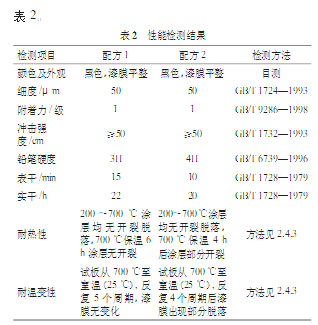 表 2。
表 2 性能检测结果
检测项目 配方 1 配方 2 检测方法
颜色及外观 黑色,漆膜平整 黑色,漆膜平整 目测
细度/μ m 50 50 GB/T 1724—1993
附着力 / 级 1 1 GB/T 9286—1998
冲击强
度 /cm ≥50 ≥50 GB/T 1732—1993
铅笔硬度 3H 4H GB/T 6739—1996
表干 /min 15 10 GB/T 1728—1979
实干 /h 22 20 GB/T 1728—1979
200 ~700 ℃ 涂 200~700 ℃涂层
层均无开裂脱 均无开裂脱落,
耐热性 落, 700 ℃保温 6 700 ℃ 保温 4 h 方法见 2.4.3
h 涂层无开裂 后涂层部分开裂
试板从 700 ℃至 试板从 700 ℃至
室温 (25 ℃), 反 室温 (25 ℃), 反
耐温变性 复 5 个周期, 漆 复 4 个周期后漆 方法见 2.4.3
膜无变化 膜出现部分脱落